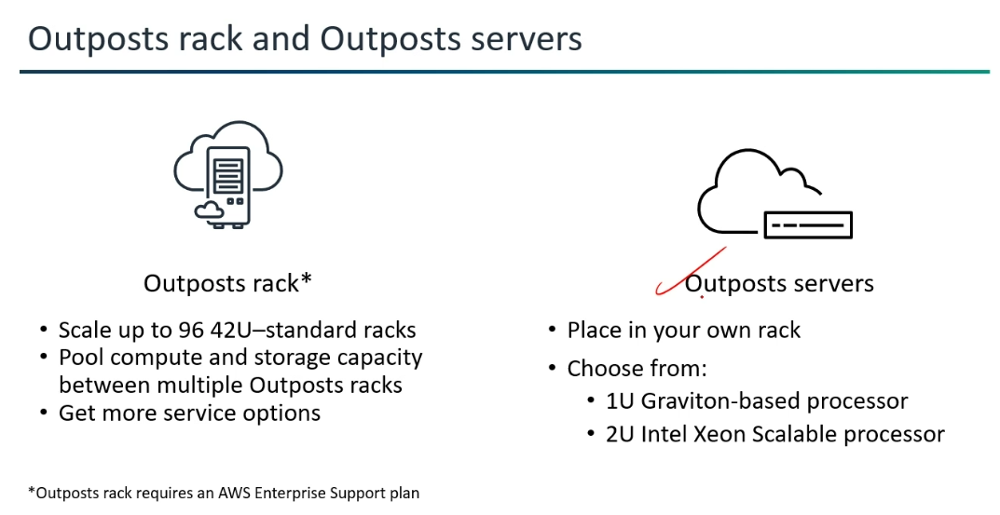 Outposts rack and Outposts servers
Outposts rack*
• Scale up to 96 42U–standard racks
• Pool compute and storage capacity
between multiple Outposts racks
• Get more service options
Outposts servers
• Place in your own rack
• Choose from:
• 1U Graviton-based processor
• 2U Intel Xeon Scalable processor
*Outposts rack requires an AWS Enterprise Support plan